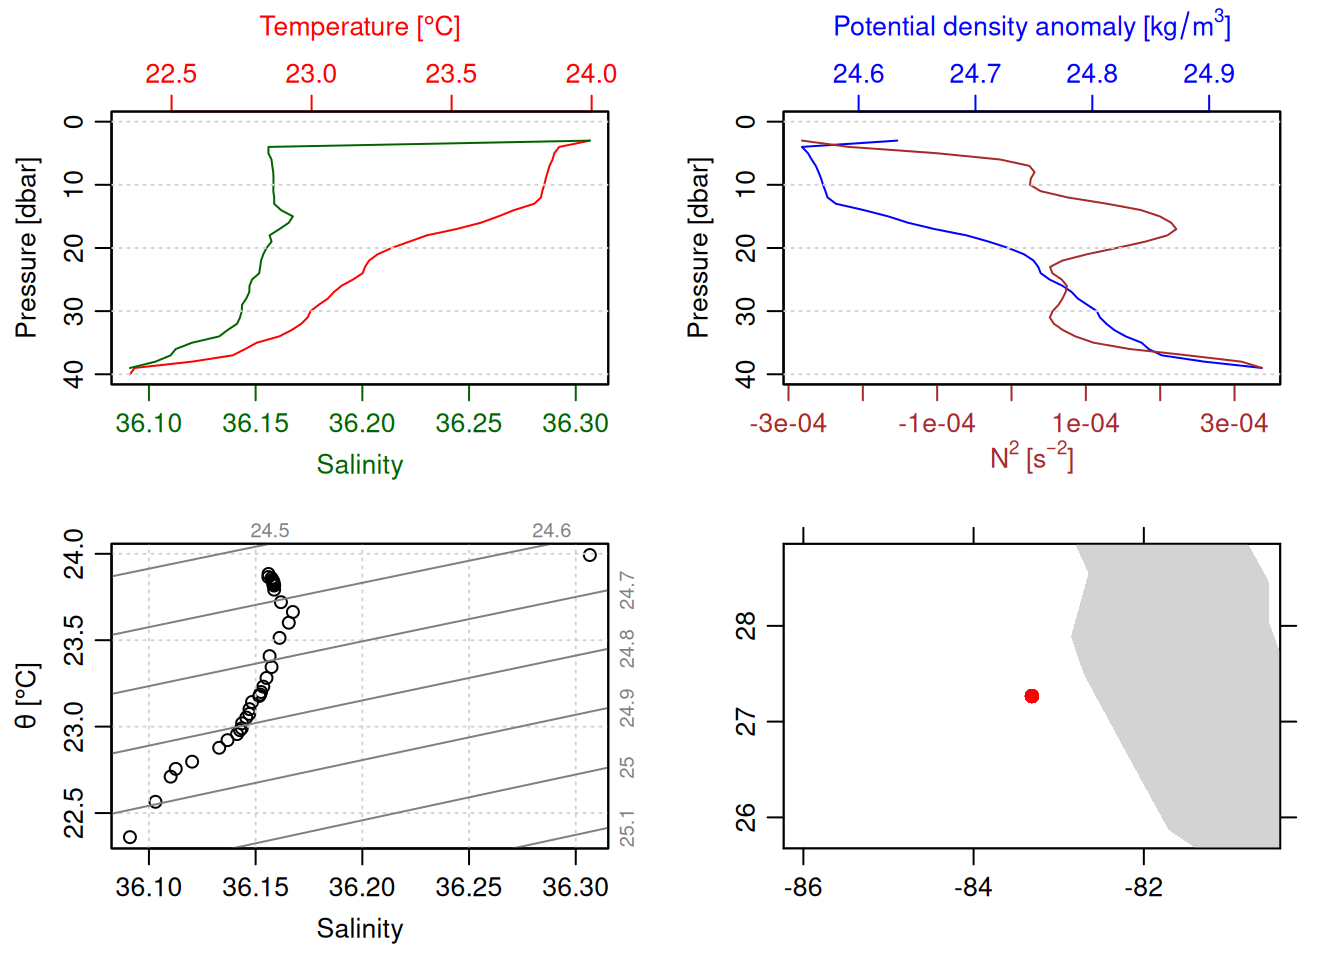 Temperature [°C]
22.5 23.0 23.5 24.0
Pressure [dbar]
0
10
20
30
40
36.10 36.15 36.20 36.25 36.30
Salinity
Potential density anomaly [kg/m³]
24.6 24.7 24.8 24.9
Pressure [dbar]
0
10
20
30
40
-3e-04 -1e-04 1e-04 3e-04
N² [s⁻²]
24.5 24.6
θ [°C]
24.0
23.5
23.0
22.5
24.7
24.8
24.9
25
25.1
36.10 36.15 36.20 36.25 36.30
Salinity
28
27
26
-86 -84 -82